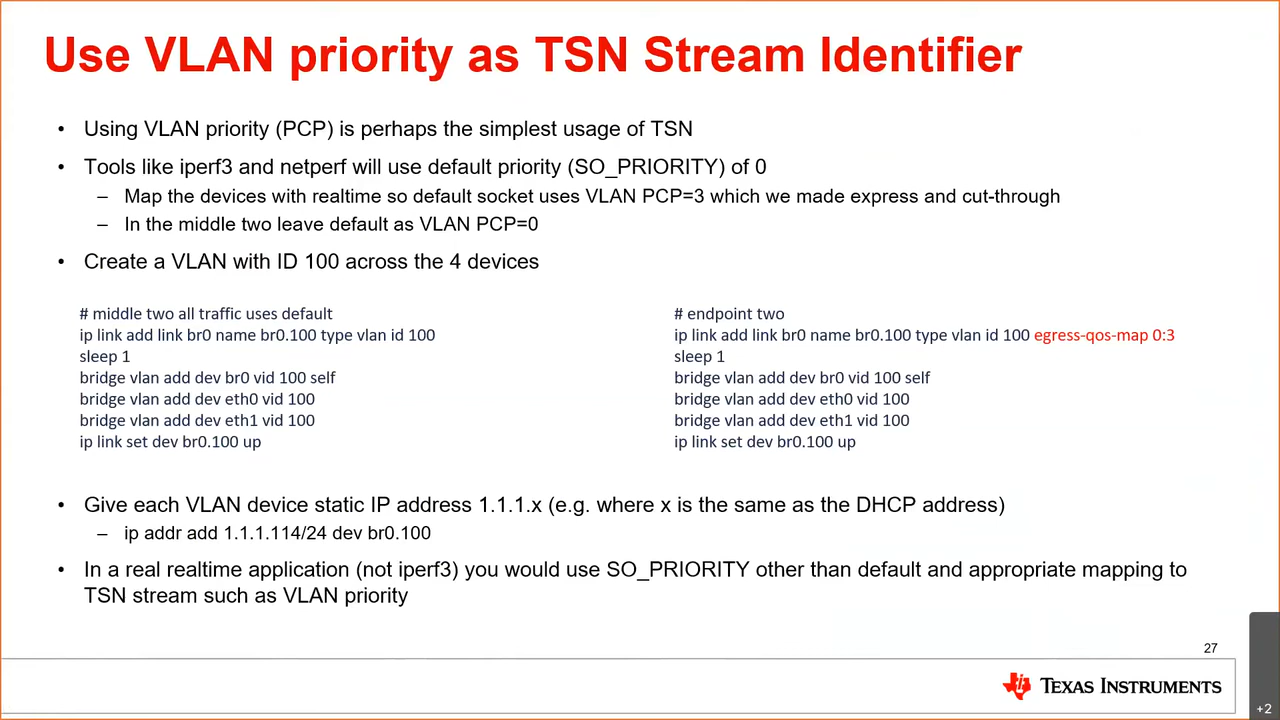 Use VLAN priority as TSN Stream Identifier
• Using VLAN priority (PCP) is perhaps the simplest usage of TSN
• Tools like iperf3 and netperf will use default priority (SO_PRIORITY) of 0
– Map the devices with realtime so default socket uses VLAN PCP=3 which we made express and cut-through
– In the middle two leave default as VLAN PCP=0
• Create a VLAN with ID 100 across the 4 devices
# middle two all traffic uses default
ip link add link br0 name br0.100 type vlan id 100
sleep 1
bridge vlan add dev br0 vid 100 self
bridge vlan add dev eth0 vid 100
bridge vlan add dev eth1 vid 100
ip link set dev br0.100 up
# endpoint two
ip link add link br0 name br0.100 type vlan id 100 egress-qos-map 0:3
sleep 1
bridge vlan add dev br0 vid 100 self
bridge vlan add dev eth0 vid 100
bridge vlan add dev eth1 vid 100
ip link set dev br0.100 up
• Give each VLAN device static IP address 1.1.1.x (e.g. where x is the same as the DHCP address)
– ip addr add 1.1.1.114/24 dev br0.100
• In a real realtime application (not iperf3) you would use SO_PRIORITY other than default and appropriate mapping to
TSN stream such as VLAN priority
27
TEXAS INSTRUMENTS
+2